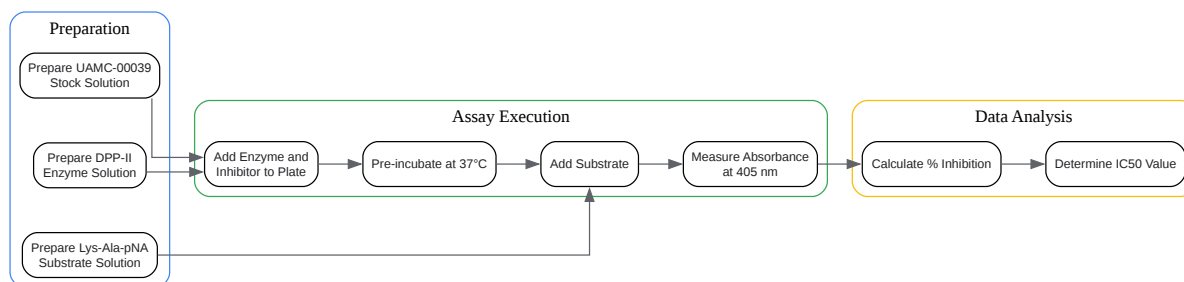 Preparation
Prepare UAMC-00039
Stock Solution
Prepare DPP-II
Enzyme Solution
Prepare Lys-Ala-pNA
Substrate Solution
Assay Execution
Add Enzyme and
Inhibitor to Plate
Pre-incubate at 37°C
Add Substrate
Measure Absorbance
at 405 nm
Data Analysis
Calculate % Inhibition
Determine IC50 Value